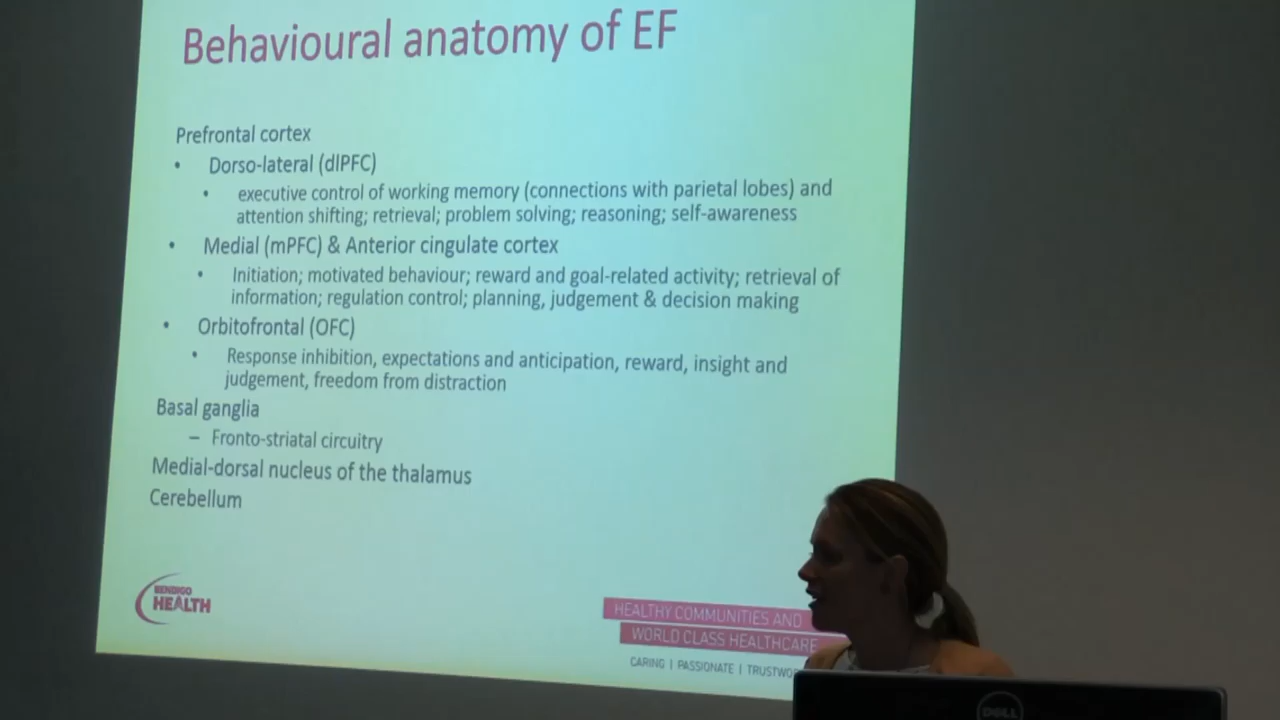 Behavioural anatomy of EF
Prefrontal cortex
• Dorso-lateral (dlPFC)
• executive control of working memory (connections with parietal lobes) and
attention shifting; retrieval; problem solving; reasoning; self-awareness
• Medial (mPFC) & Anterior cingulate cortex
• Initiation; motivated behaviour; reward and goal-related activity; retrieval of
information; regulation control; planning, judgement & decision making
• Orbitofrontal (OFC)
• Response inhibition, expectations and anticipation, reward, insight and
judgement, freedom from distraction
Basal ganglia
– Fronto-striatal circuitry
Medial-dorsal nucleus of the thalamus
Cerebellum
BENDIGO
HEALTH
HEALTHY COMMUNITIES AND
WORLD CLASS HEALTHCARE
CARING | PASSIONATE | TRUSTWO
DELL